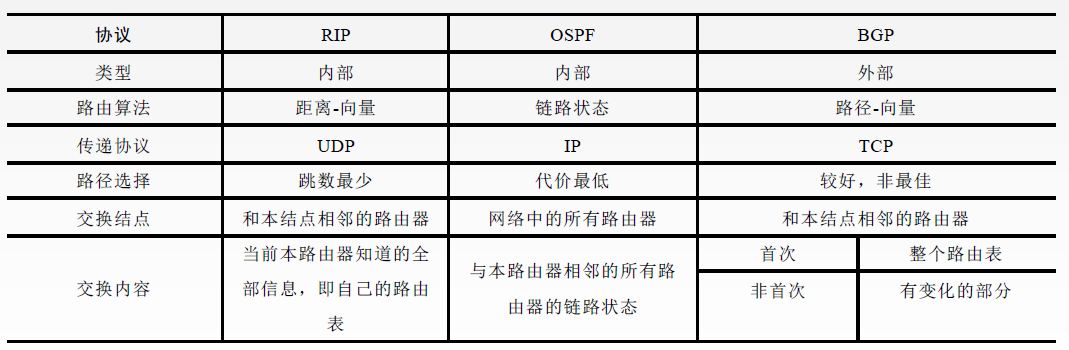 协议 RIP OSPF BGP
类型 内部 内部 外部
路由算法 距离-向量 链路状态 路径-向量
传递协议 UDP IP TCP
路径选择 跳数最少 代价最低 较好，非最佳
交换结点 和本结点相邻的路由器 网络中的所有路由器 和本结点相邻的路由器
交换内容
当前本路由器知道的全
部信息，即自己的路由
表
与本路由器相邻的所有路
由器的链路状态
首次 整个路由表
非首次 有变化的部分